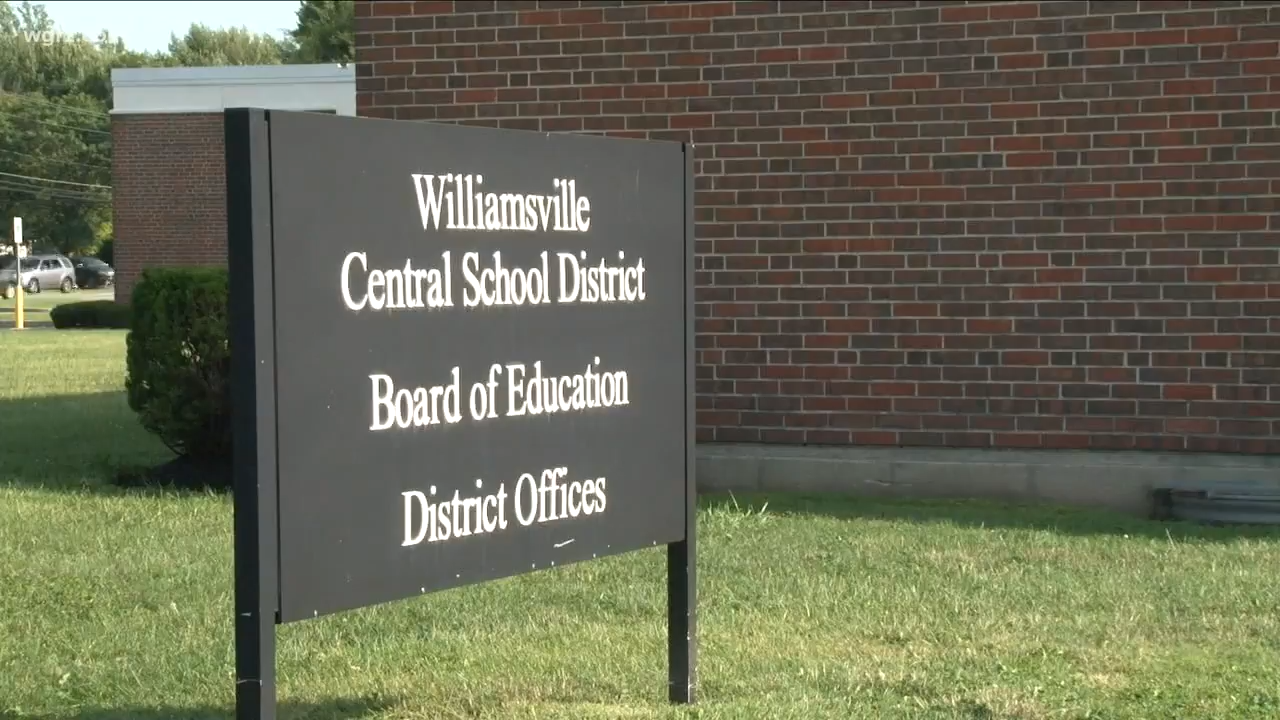 Williamsville
Central School District
Board of Education
District Offices